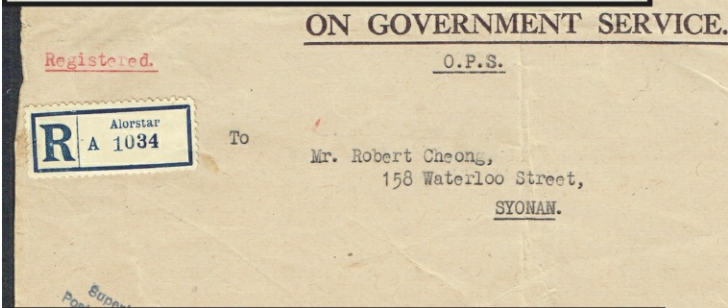 ON GOVERNMENT SERVICE.
Registered.
O.P.S.
R
Alorstar
A 1034
To
Mr. Robert Cheong,
158 Waterloo Street,
SYONAN.